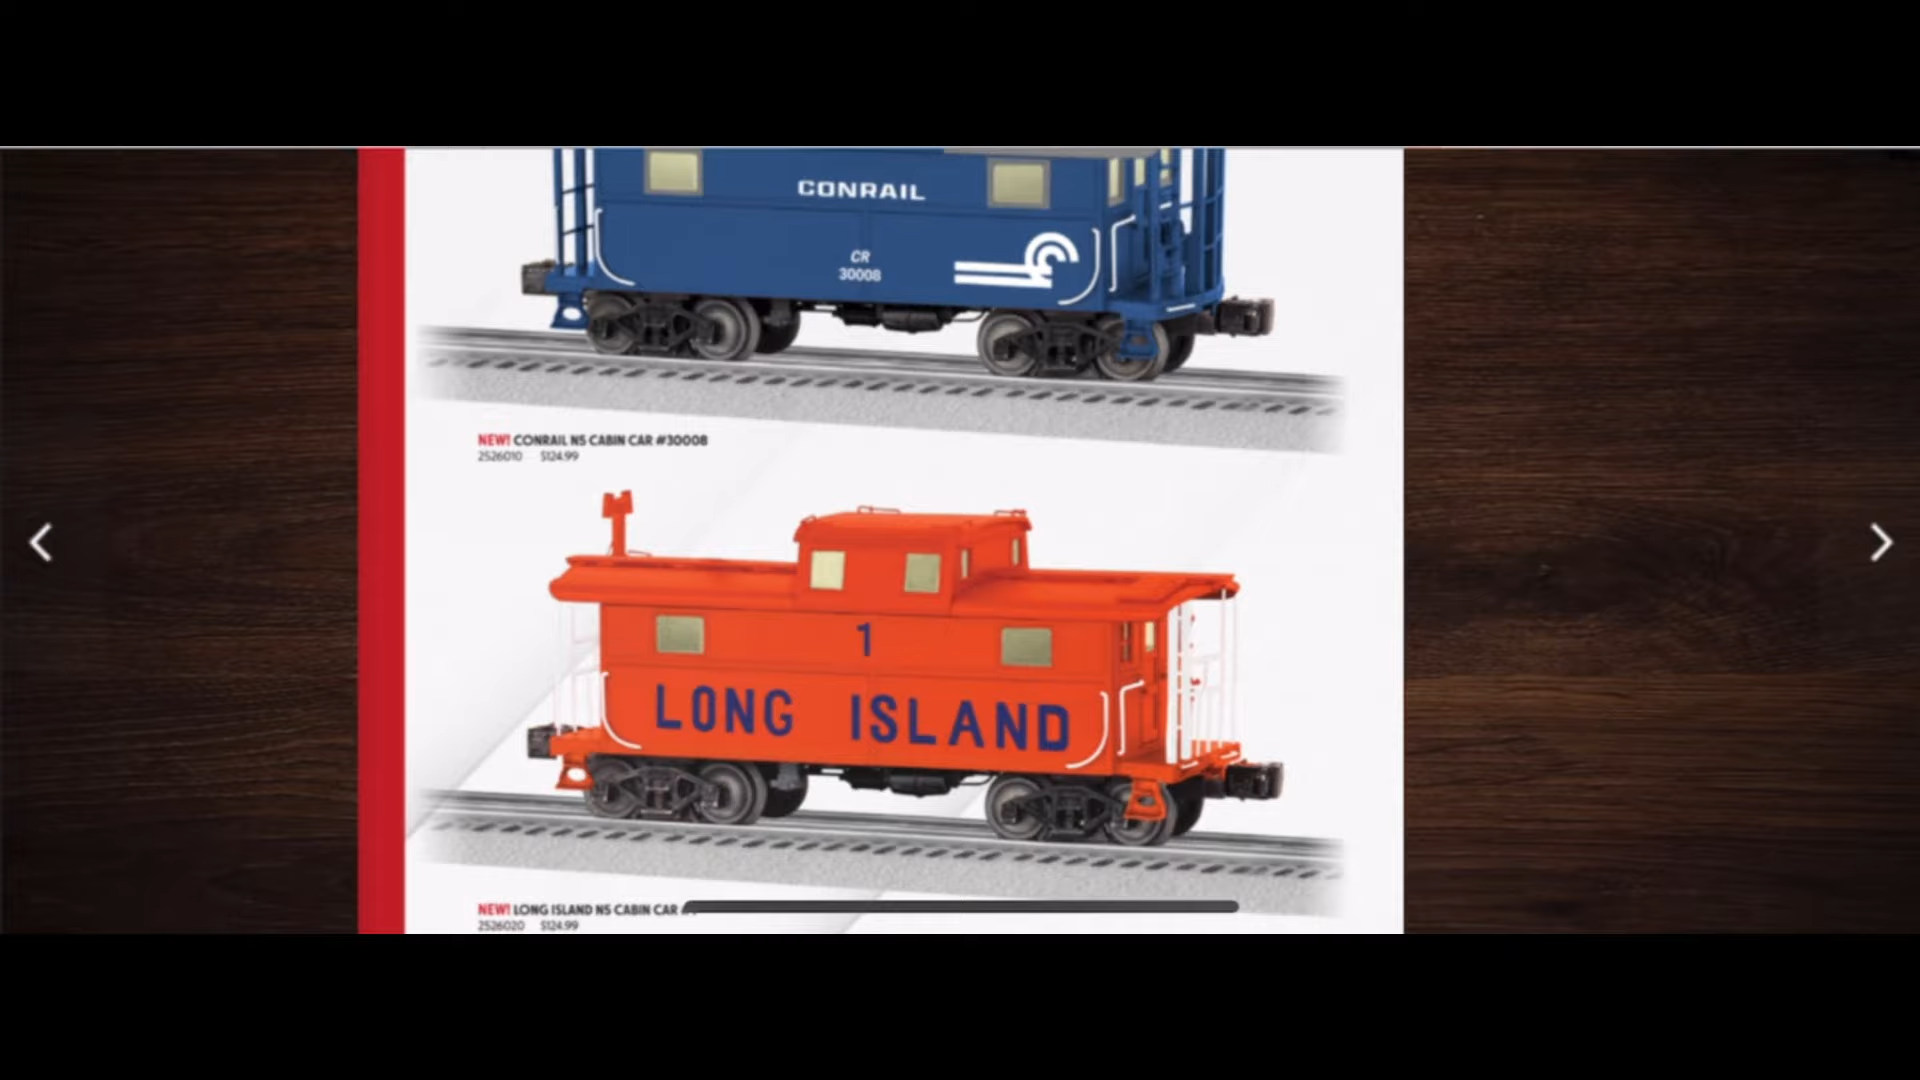 CONRAIL
CR
30008
NEW! CONRAIL N5 CABIN CAR #30008
2526010 $124.99
1
LONG ISLAND
NEW! LONG ISLAND N5 CABIN CAR
2526020 $124.99